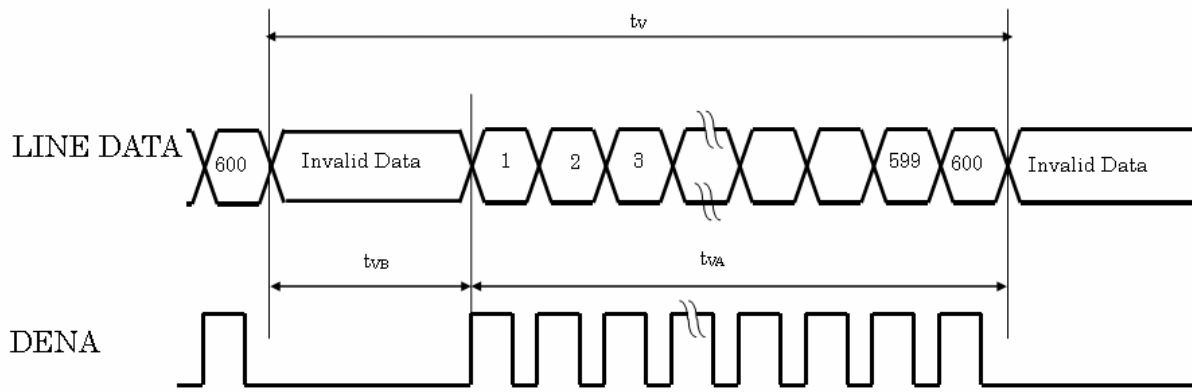 tV
LINE DATA
600 Invalid Data 1 2 3 599 600 Invalid Data
tVB tVA
DENA